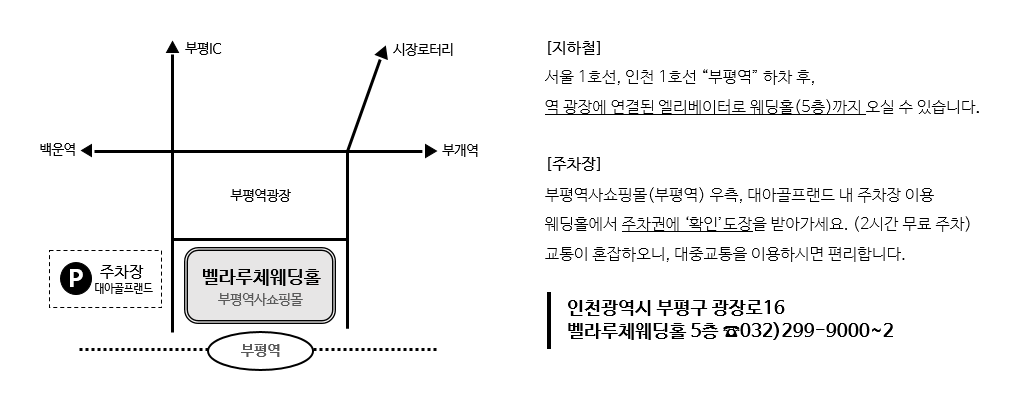 부평IC
시장로터리
백운역
부개역
부평역광장
벨라루체웨딩홀
부평역사쇼핑몰
P
주차장
대아골프랜드
부평역
[지하철]
서울 1호선, 인천 1호선 “부평역” 하차 후,
역 광장에 연결된 엘리베이터로 웨딩홀(5층)까지 오실 수 있습니다.
[주차장]
부평역사쇼핑몰(부평역) 우측, 대아골프랜드 내 주차장 이용
웨딩홀에서 주차권에 ‘확인’도장을 받아가세요. (2시간 무료 주차)
교통이 혼잡하오니, 대중교통을 이용하시면 편리합니다.
인천광역시 부평구 광장로16
벨라루체웨딩홀 5층 ☎032)299-9000~2